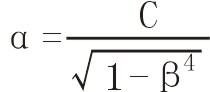 α = C / √(1 − β⁴)